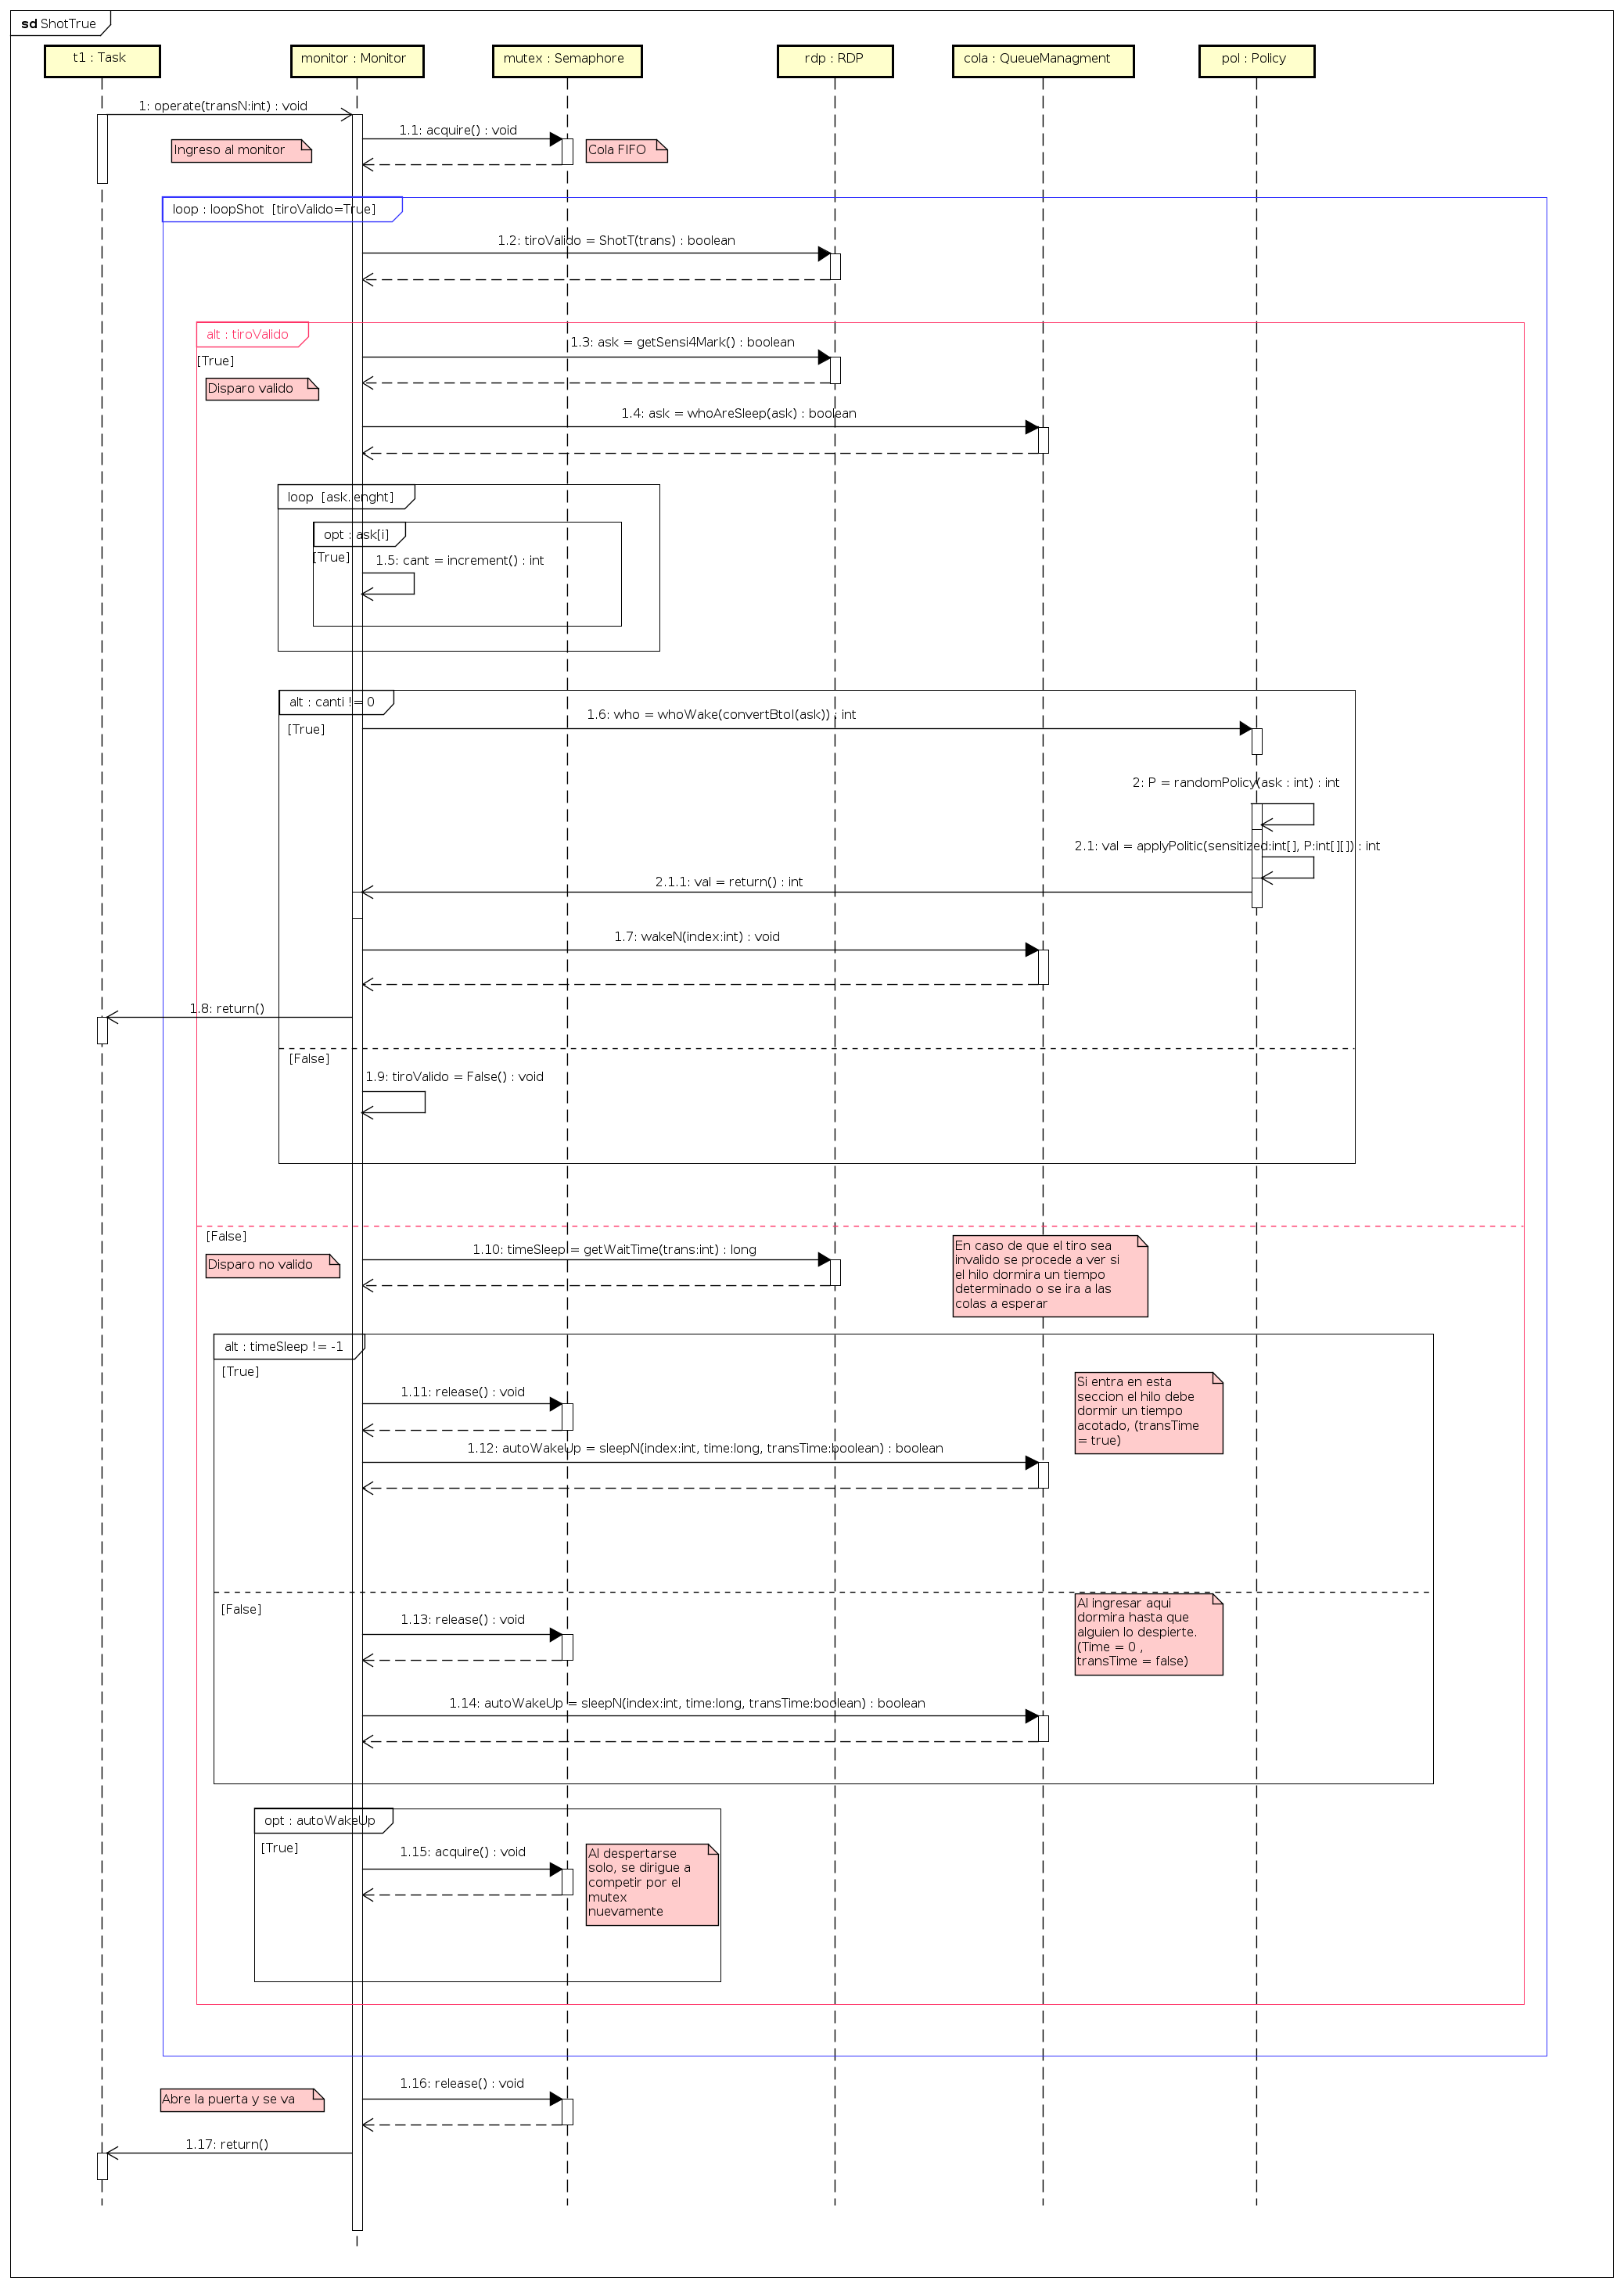 sd ShotTrue
t1 : Task
monitor : Monitor
mutex : Semaphore
rdp : RDP
cola : QueueManagment
pol : Policy
1: operate(transN:int) : void
1.1: acquire() : void
Ingreso al monitor
Cola FIFO
loop : loopShot [tiroValido=True]
1.2: tiroValido = ShotT(trans) : boolean
alt : tiroValido
1.3: ask = getSensi4Mark() : boolean
[True]
Disparo valido
1.4: ask = whoAreSleep(ask) : boolean
loop [ask.lenght]
opt : ask[i]
[True]
1.5: cant = increment() : int
alt : canti != 0
1.6: who = whoWake(convertBtoI(ask)) : int
[True]
2: P = randomPolicy(ask : int) : int
2.1: val = applyPolitic(sensitized:int[], P:int[][]) : int
2.1.1: val = return() : int
1.7: wakeN(index:int) : void
1.8: return()
[False]
1.9: tiroValido = False() : void
[False]
1.10: timeSleep = getWaitTime(trans:int) : long
Disparo no valido
En caso de que el tiro sea
invalido se procede a ver si
el hilo dormira un tiempo
determinado o se ira a las
colas a esperar
alt : timeSleep != -1
[True]
1.11: release() : void
Si entra en esta
seccion el hilo debe
dormir un tiempo
acotado, (transTime
= true)
1.12: autoWakeUp = sleepN(index:int, time:long, transTime:boolean) : boolean
[False]
1.13: release() : void
Al ingresar aqui
dormira hasta que
alguien lo despierte.
(Time = 0 ,
transTime = false)
1.14: autoWakeUp = sleepN(index:int, time:long, transTime:boolean) : boolean
opt : autoWakeUp
[True]
1.15: acquire() : void
Al despertarse
solo, se dirigue a
competir por el
mutex
nuevamente
1.16: release() : void
Abre la puerta y se va
1.17: return()